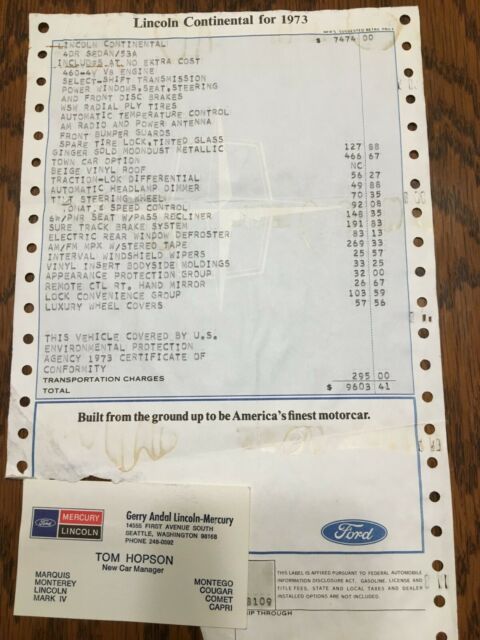 Lincoln Continental for 1973
MFR'S SUGGESTED RETAIL PRICE
LINCOLN CONTINENTAL $ 7474 00
4DR SEDAN/53A
INCLUDES AT NO EXTRA COST
460-4V V8 ENGINE
SELECT-SHIFT TRANSMISSION
POWER WINDOWS,SEAT,STEERING
AND FRONT DISC BRAKES
WSW RADIAL PLY TIRES
AUTOMATIC TEMPERATURE CONTROL
AM RADIO AND POWER ANTENNA
FRONT BUMPER GUARDS
SPARE TIRE LOCK,TINTED GLASS
GINGER GOLD MOONDUST METALLIC 127 88
TOWN CAR OPTION 466 67
BEIGE VINYL ROOF NC
TRACTION-LOK DIFFERENTIAL 56 27
AUTOMATIC HEADLAMP DIMMER 49 88
TILT STEERING WHEEL 70 35
SPEED CONTROL 92 08
6W/PWR SEAT W/PASS RECLINER 148 35
SURE TRACK BRAKE SYSTEM 191 83
ELECTRIC REAR WINDOW DEFROSTER 83 13
AM/FM MPX W/STERED TAPE 269 33
INTERVAL WINDSHIELD WIPERS 25 57
VINYL INSERT BODYSIDE MOLDINGS 33 25
APPEARANCE PROTECTION GROUP 32 00
REMOTE CTL RT. HAND MIRROR 26 67
LOCK CONVENIENCE GROUP 103 59
LUXURY WHEEL COVERS 57 56
THIS VEHICLE COVERED BY U.S.
ENVIRONMENTAL PROTECTION
AGENCY 1973 CERTIFICATE OF
CONFORMITY
TRANSPORTATION CHARGES 295 00
TOTAL $ 9603 41
Built from the ground up to be America's finest motorcar.
Ford
MERCURY
LINCOLN
Gerry Andal Lincoln-Mercury
14555 FIRST AVENUE SOUTH
SEATTLE, WASHINGTON 98168
PHONE 248-0592
TOM HOPSON
New Car Manager
MARQUIS
MONTEREY
LINCOLN
MARK IV
MONTEGO
COUGAR
COMET
CAPRI
Ford
THIS LABEL IS AFFIXED PURSUANT TO FEDERAL AUTOMOBILE
INFORMATION DISCLOSURE ACT. GASOLINE, LICENSE AND
TITLE FEES, STATE AND LOCAL TAXES AND DEALER
INSTALLED OPTIONS ARE NOT INCLUDED.
8109
THROUGH